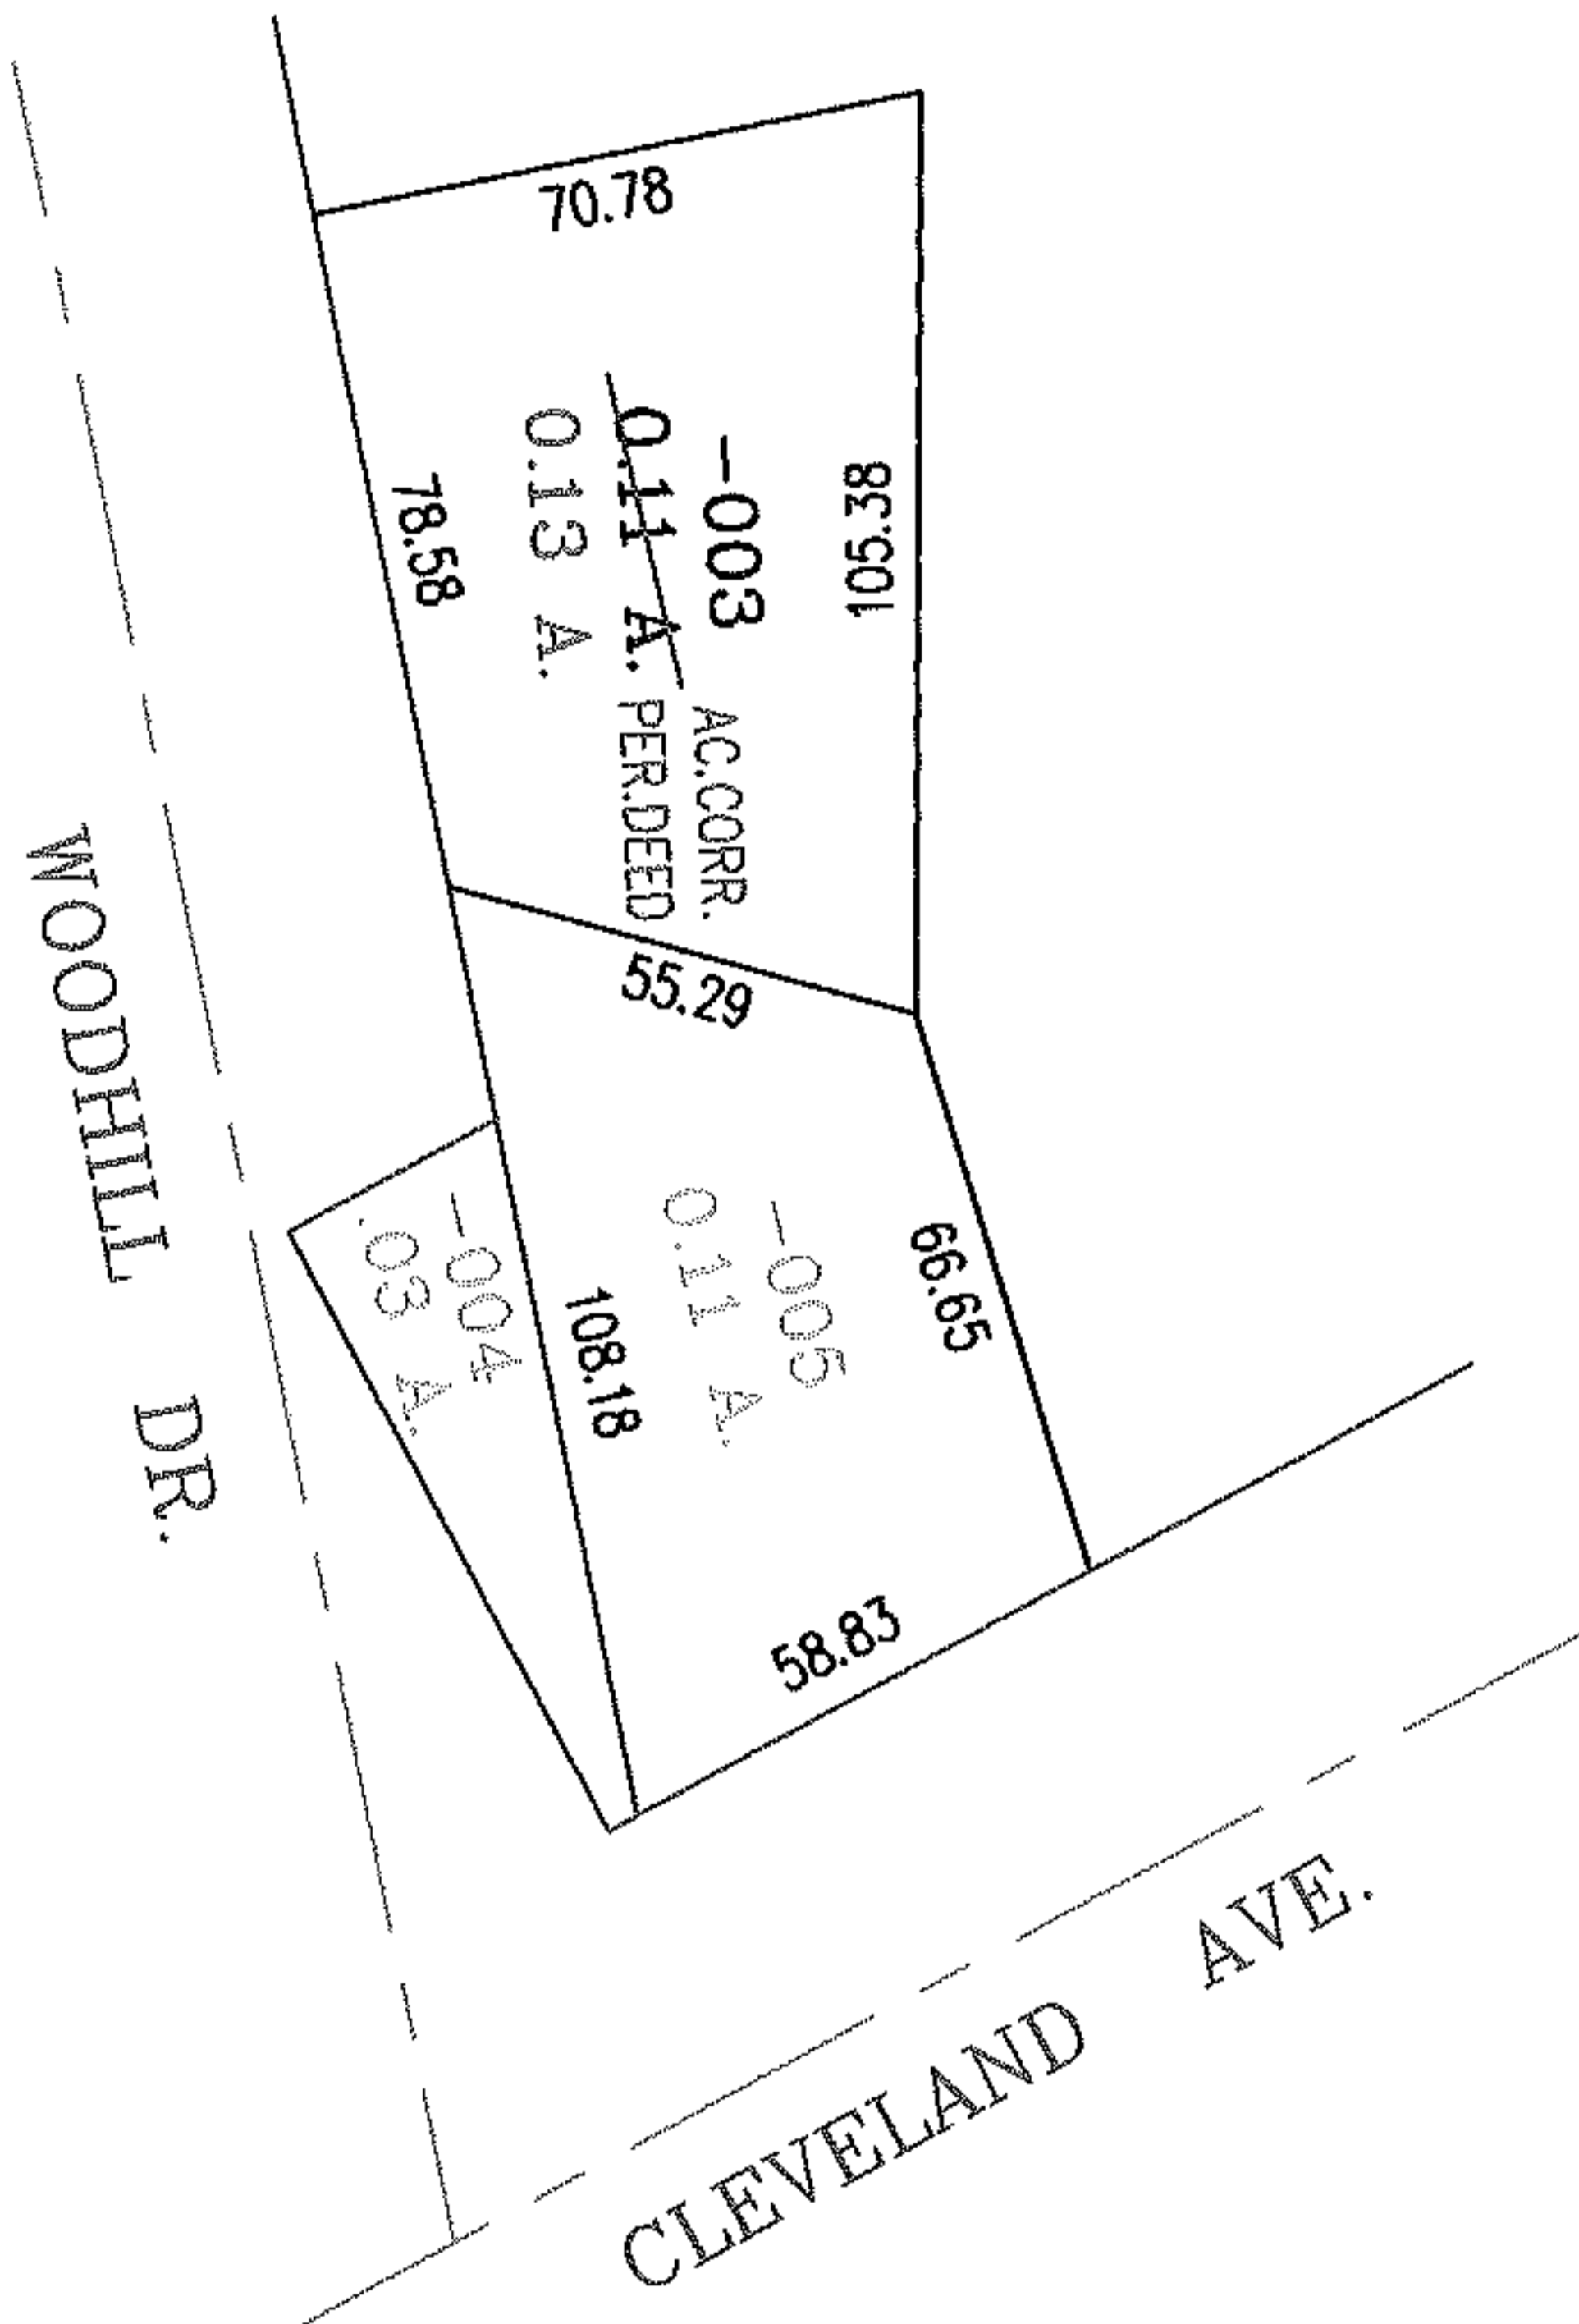 70.78
-003
0.11 A.
0.13 A.
AC.CORR.
PER.DEED
105.38
78.58
55.29
-005
0.11 A.
66.65
-004
.03 A.
108.18
58.83
WOODHILL DR.
CLEVELAND AVE.